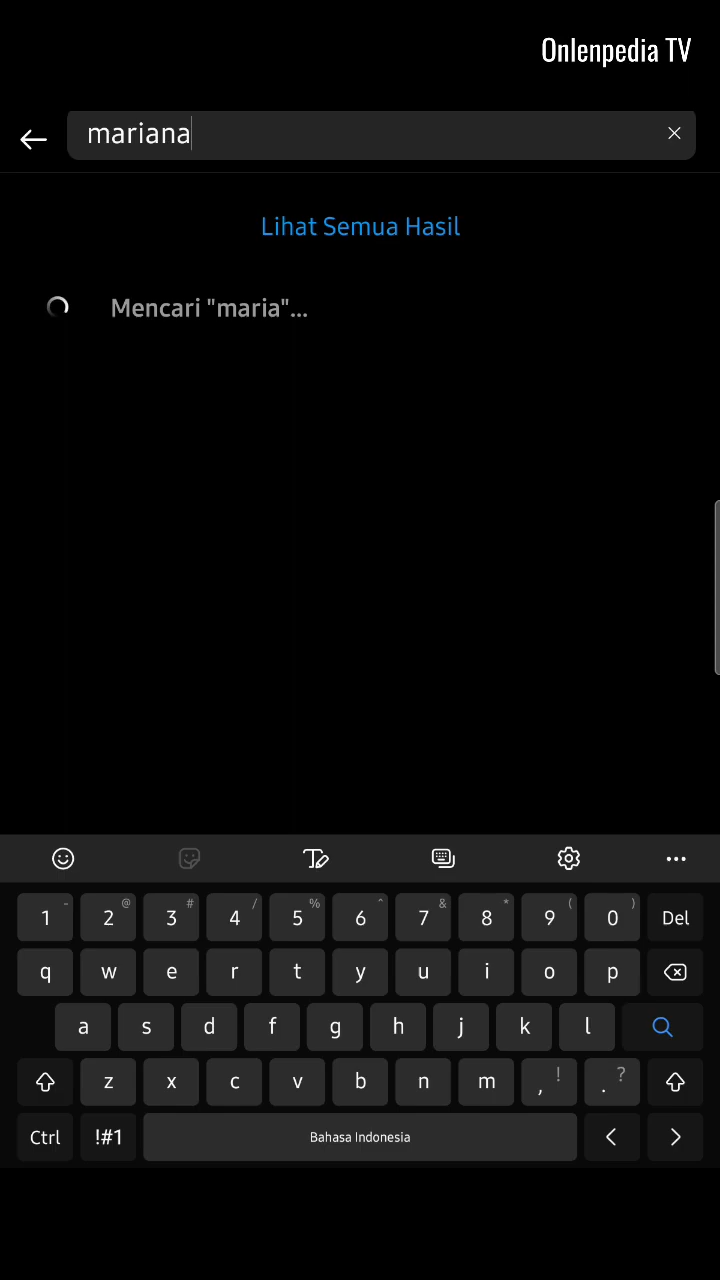 Onlenpedia TV
mariana
Lihat Semua Hasil
Mencari "maria"...
1 - 2 @ 3 # 4 / 5 % 6 ^ 7 & 8 * 9 ( 0 ) Del
q w e r t y u i o p
a s d f g h j k l
z x c v b n m , ! . ?
Ctrl !#1 Bahasa Indonesia < >